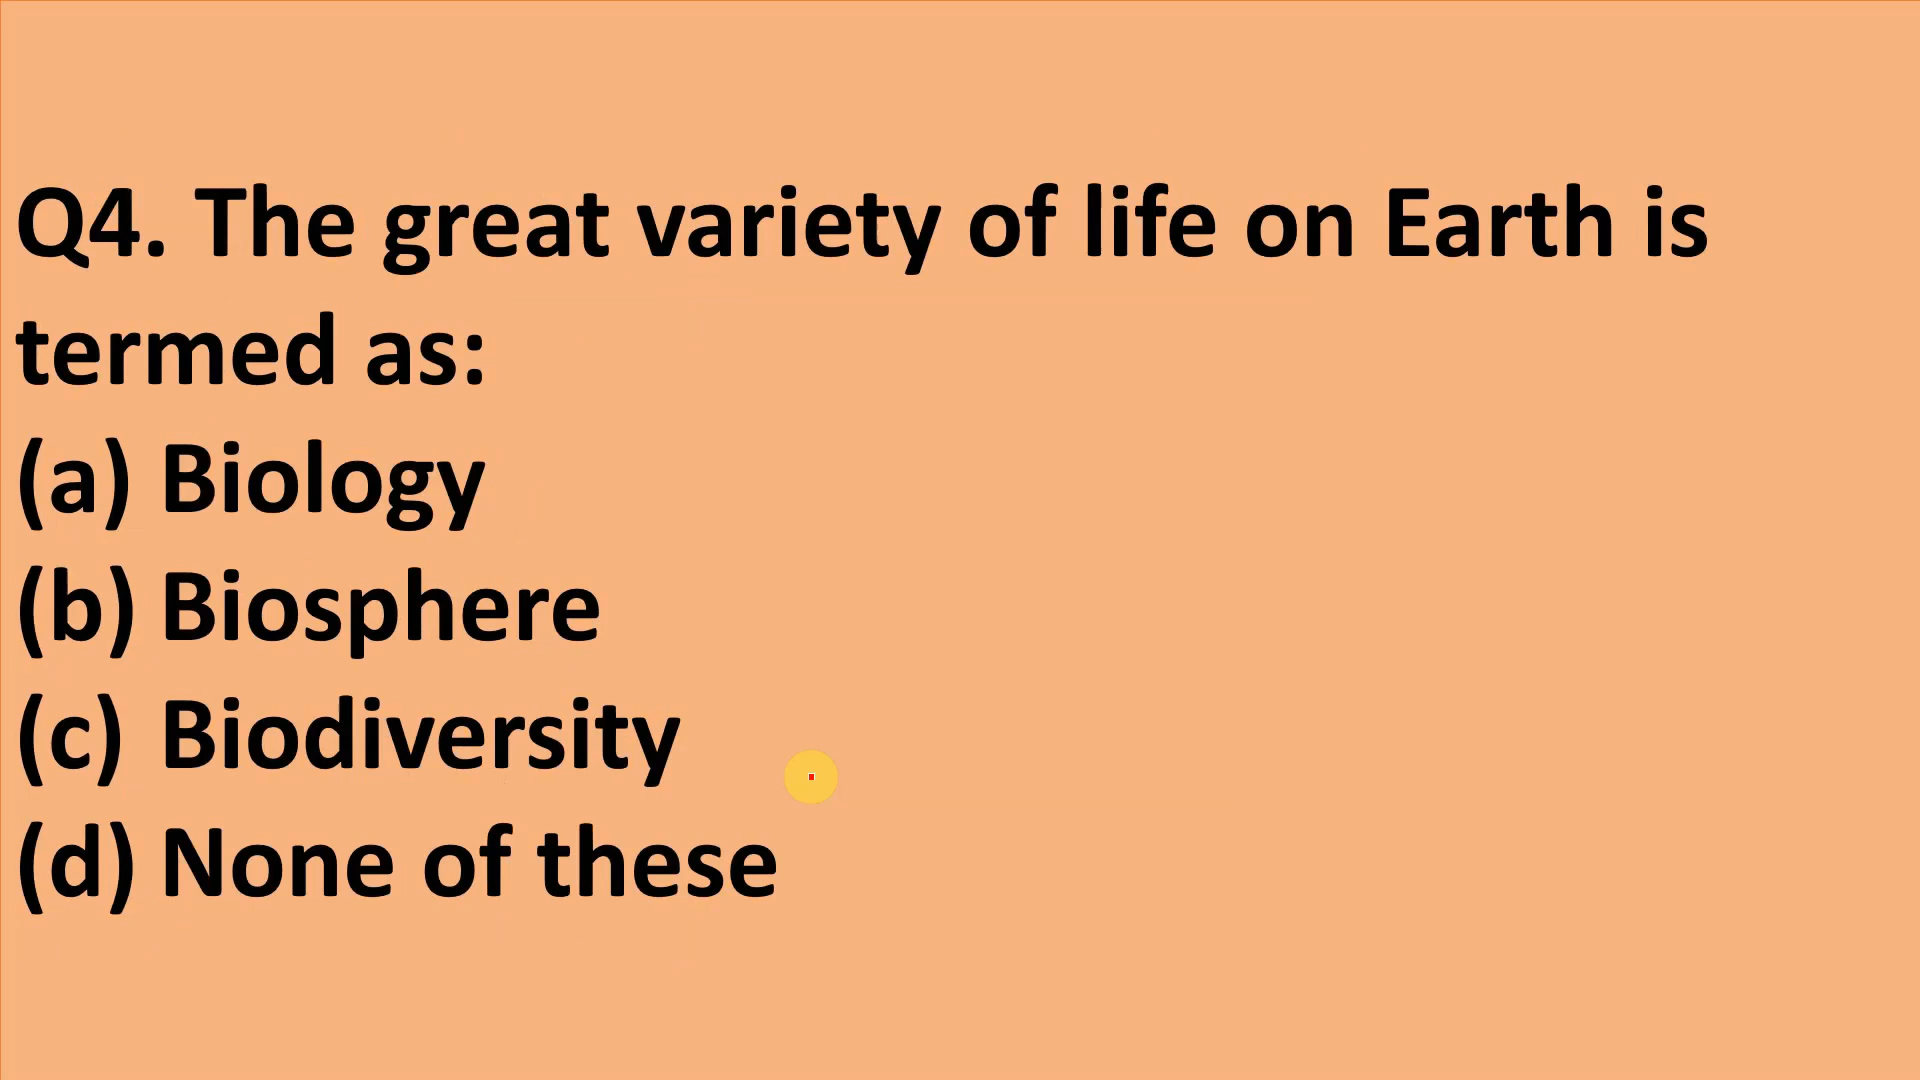 Q4. The great variety of life on Earth is
termed as:
(a) Biology
(b) Biosphere
(c) Biodiversity
(d) None of these